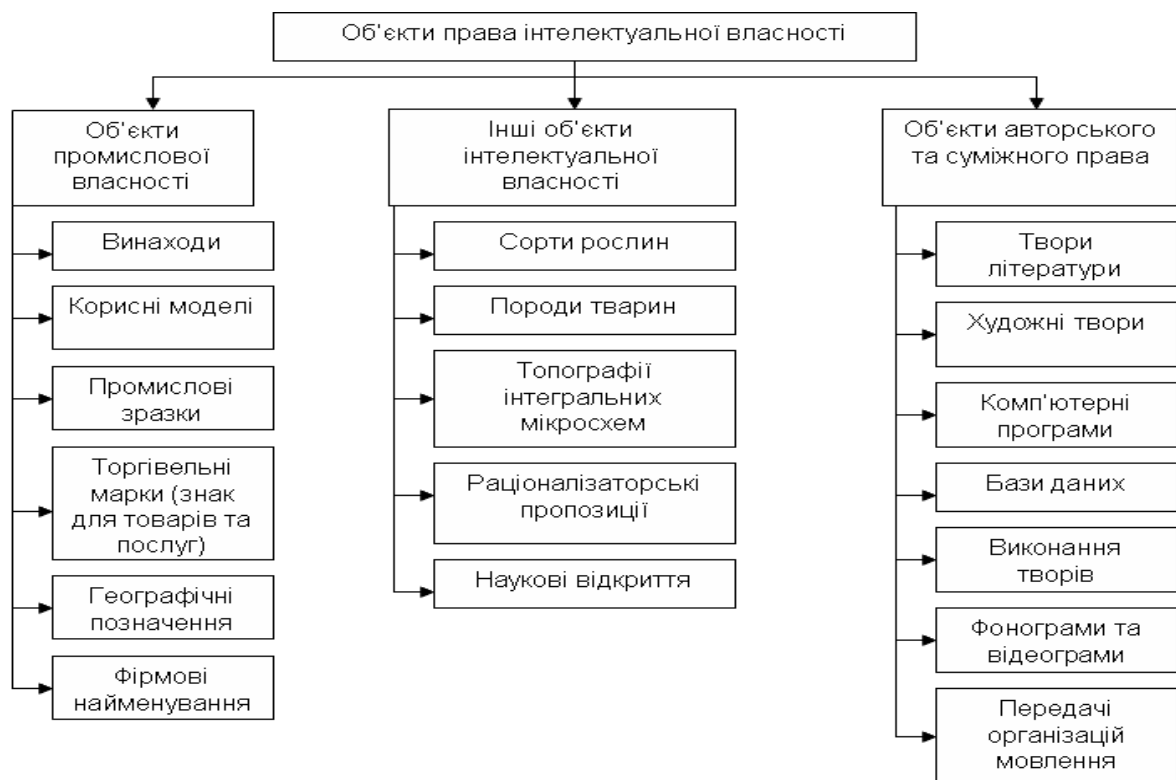 Об'єкти права інтелектуальної власності
Об'єкти
промислової
власності
Винаходи
Корисні моделі
Промислові
зразки
Торгівельні
марки (знак
для товарів та
послуг)
Географічні
позначення
Фірмові
найменування
Інші об'єкти
інтелектуальної
власності
Сорти рослин
Породи тварин
Топографії
інтегральних
мікросхем
Раціоналізаторські
пропозиції
Наукові відкриття
Об'єкти авторського
та суміжного права
Твори
літератури
Художні твори
Комп'ютерні
програми
Бази даних
Виконання
творів
Фонограми та
відеограми
Передачі
організацій
мовлення